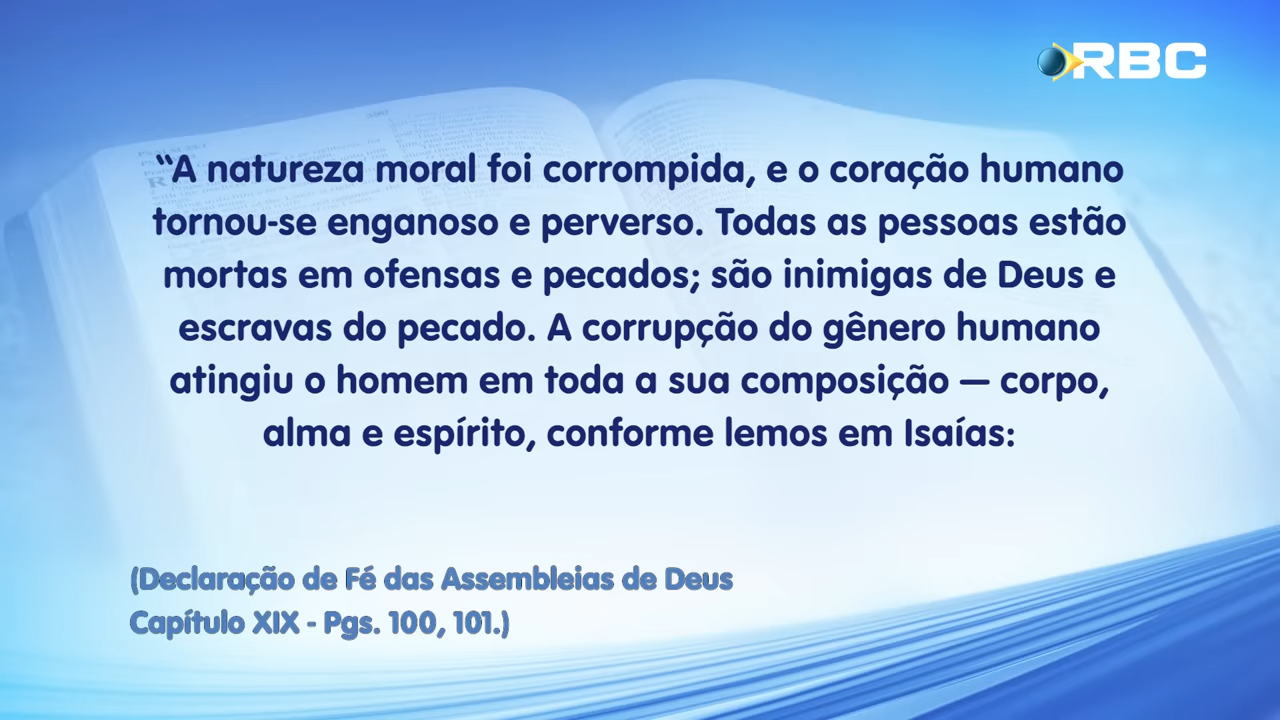 RBC
“A natureza moral foi corrompida, e o coração humano
tornou-se enganoso e perverso. Todas as pessoas estão
mortas em ofensas e pecados; são inimigas de Deus e
escravas do pecado. A corrupção do gênero humano
atingiu o homem em toda a sua composição — corpo,
alma e espírito, conforme lemos em Isaías:
(Declaração de Fé das Assembleias de Deus
Capítulo XIX - Pgs. 100, 101.)